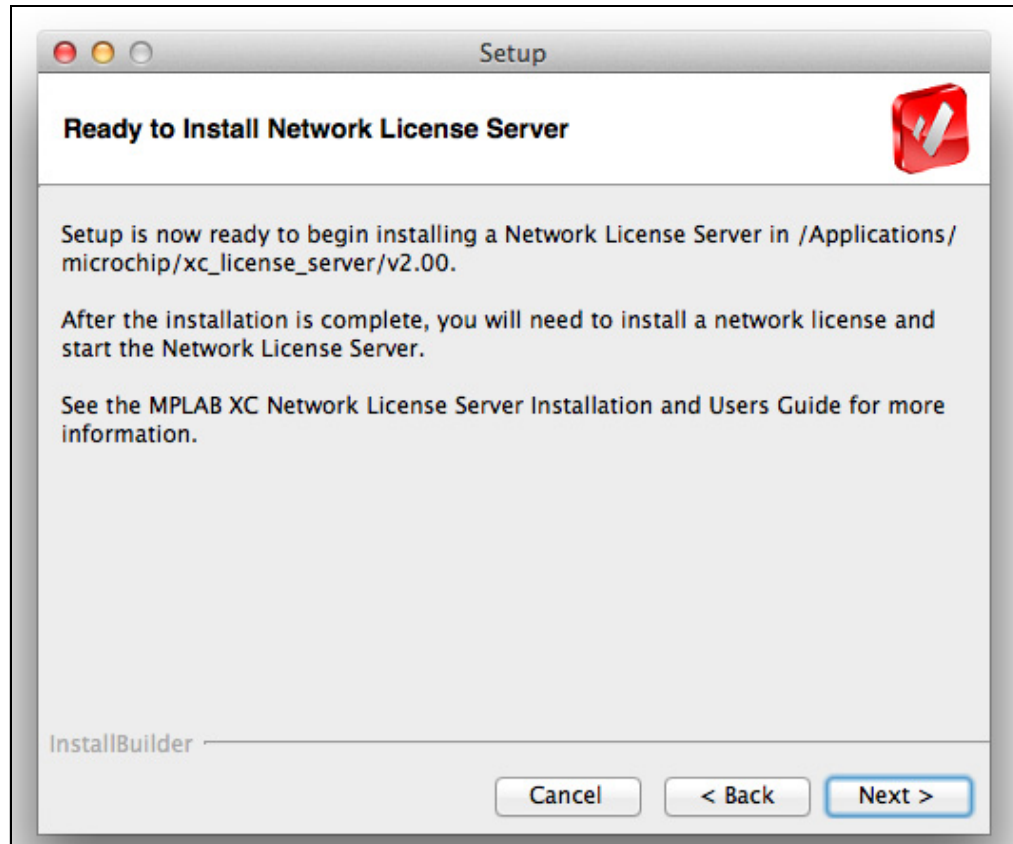 Setup
Ready to Install Network License Server
Setup is now ready to begin installing a Network License Server in /Applications/
microchip/xc_license_server/v2.00.
After the installation is complete, you will need to install a network license and
start the Network License Server.
See the MPLAB XC Network License Server Installation and Users Guide for more
information.
InstallBuilder
Cancel
< Back
Next >